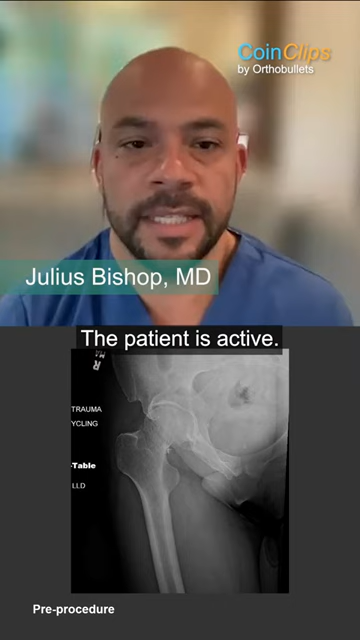 CoinClips
by Orthobullets
Julius Bishop, MD
The patient is active.
R
TRAUMA
YCLING
-Table
LLD
Pre-procedure